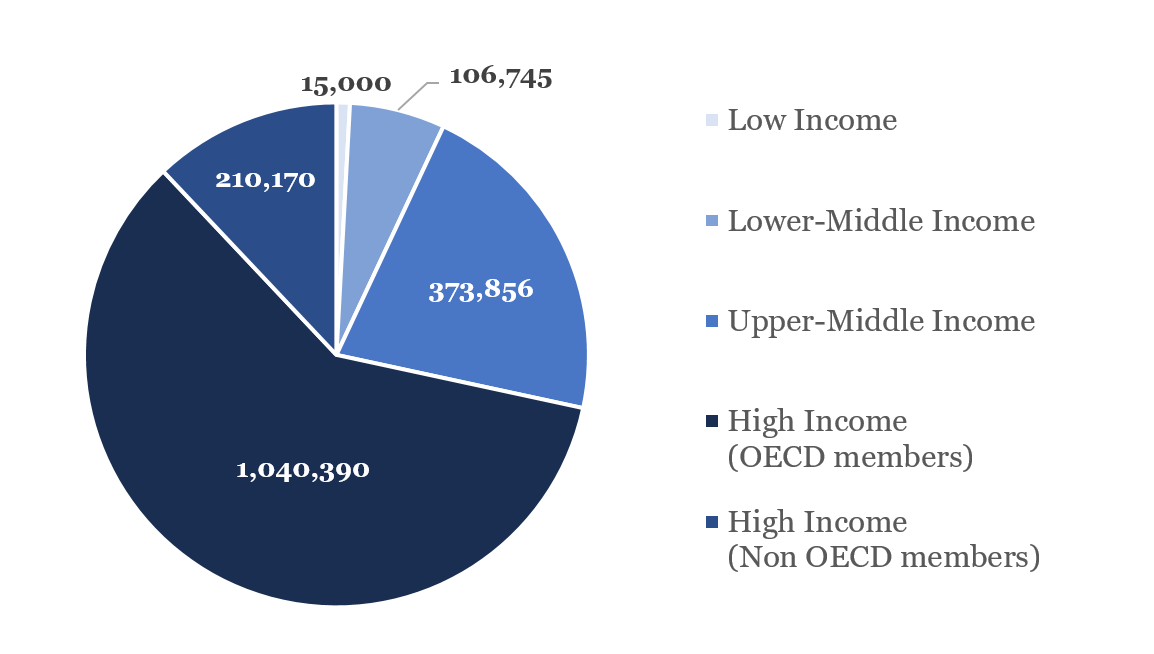 15,000
106,745
210,170
373,856
1,040,390
Low Income
Lower-Middle Income
Upper-Middle Income
High Income
(OECD members)
High Income
(Non OECD members)